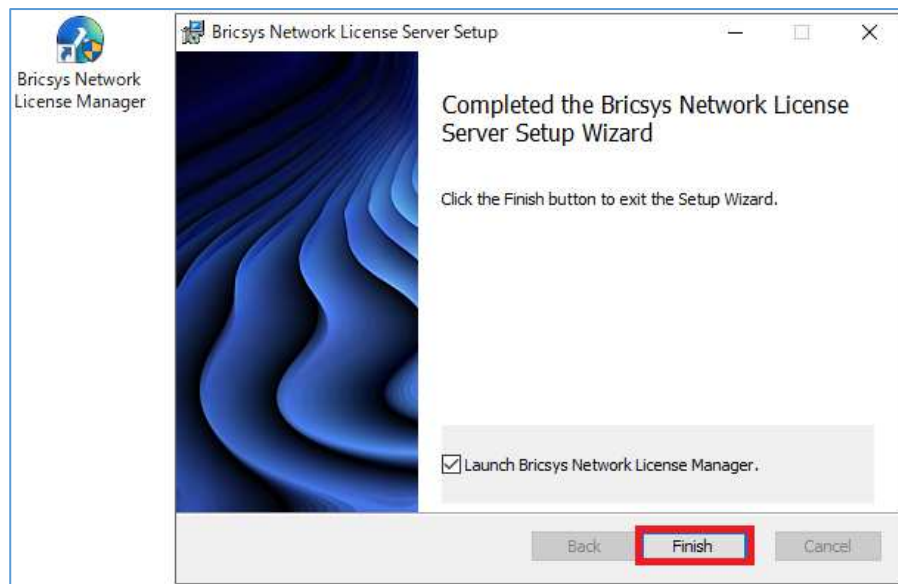 Bricsys Network
License Manager
Bricsys Network License Server Setup
Completed the Bricsys Network License
Server Setup Wizard
Click the Finish button to exit the Setup Wizard.
Launch Bricsys Network License Manager.
Back
Finish
Cancel